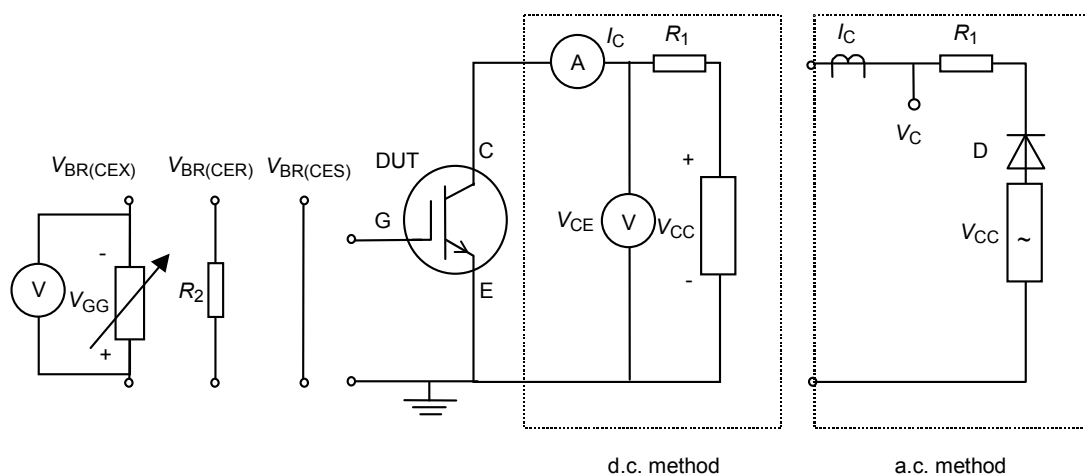 I_C
R_1
A
I_C
R_1
V_C
V_BR(CEX)
V_BR(CER)
V_BR(CES)
DUT
C
+
D
G
V_CE
V
V_CC
V_CC
~
-
V
V_GG
R_2
E
-
+
d.c. method
a.c. method